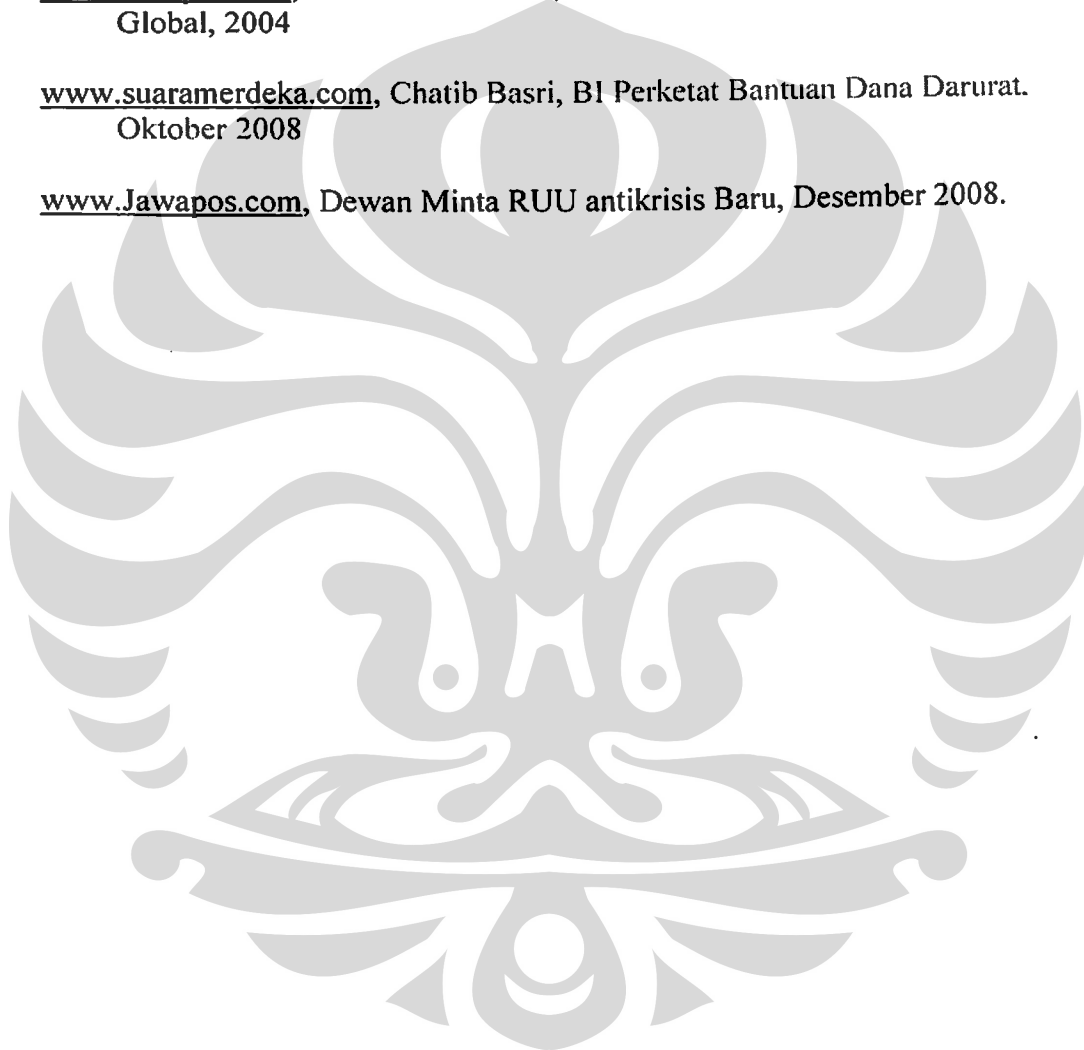 Global, 2004
www.suaramerdeka.com, Chatib Basri, BI Perketat Bantuan Dana Darurat.
Oktober 2008
www.Jawapos.com, Dewan Minta RUU antikrisis Baru, Desember 2008.